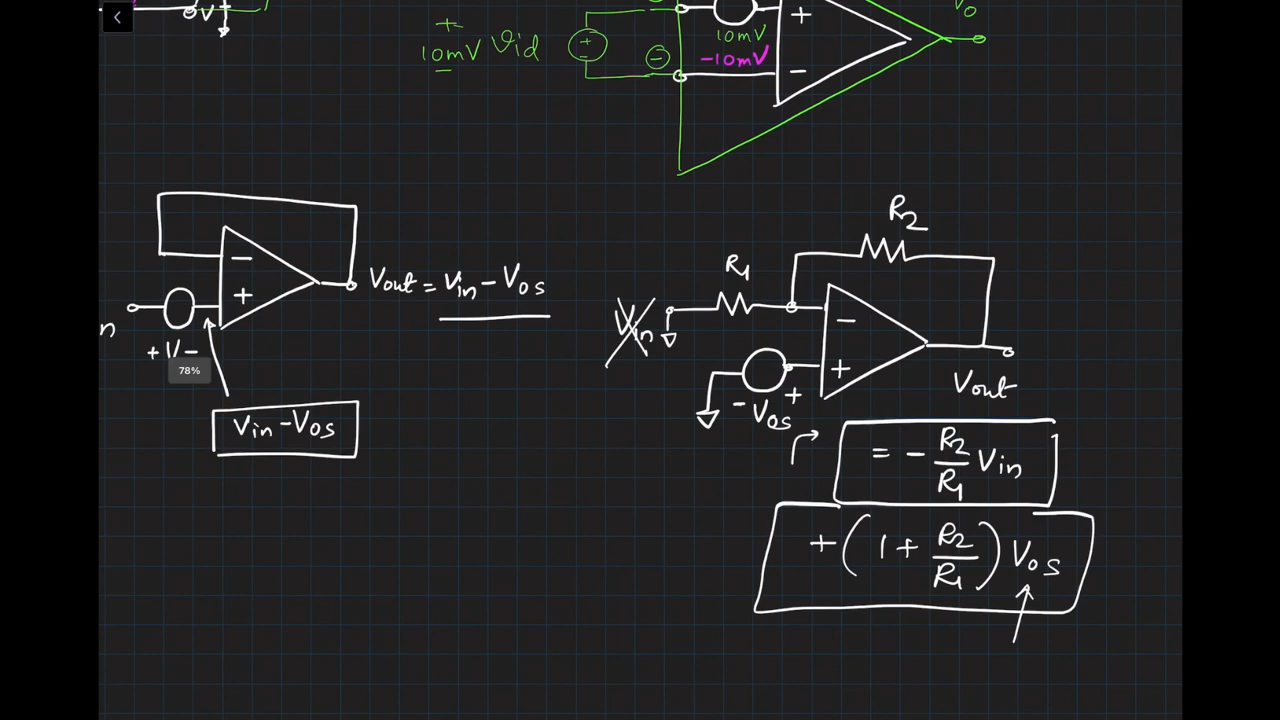 0V
Vo
+
10mV Vid
+
−
⊖
+
10mV
−10mV
−
R2
R1
−
+
Vout = Vin − Vos
n
+ V −
78%
Vin
−
+
− Vos +
Vout
Vin − Vos
= − R2/R1 Vin
+ (1 + R2/R1) Vos